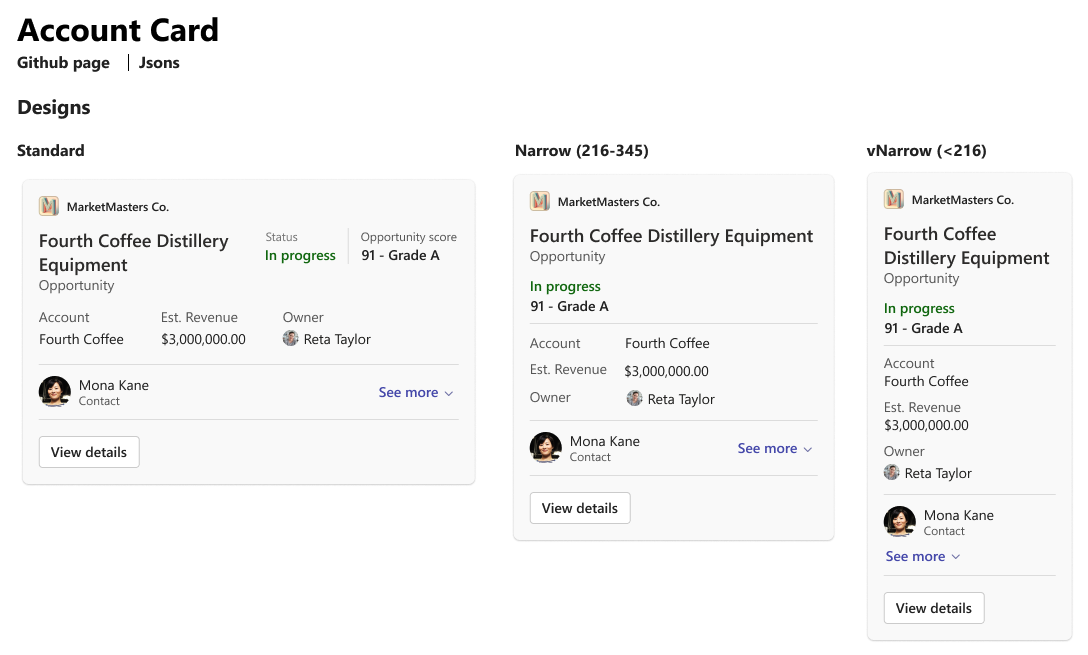 Account Card
Github page | Jsons
Designs
Standard
MarketMasters Co.
Fourth Coffee Distillery
Equipment
Opportunity
Status
In progress
Opportunity score
91 - Grade A
Account
Fourth Coffee
Est. Revenue
$3,000,000.00
Owner
Reta Taylor
Mona Kane
Contact
See more
View details
Narrow (216-345)
MarketMasters Co.
Fourth Coffee Distillery Equipment
Opportunity
In progress
91 - Grade A
Account Fourth Coffee
Est. Revenue $3,000,000.00
Owner Reta Taylor
Mona Kane
Contact
See more
View details
vNarrow (<216)
MarketMasters Co.
Fourth Coffee
Distillery Equipment
Opportunity
In progress
91 - Grade A
Account
Fourth Coffee
Est. Revenue
$3,000,000.00
Owner
Reta Taylor
Mona Kane
Contact
See more
View details